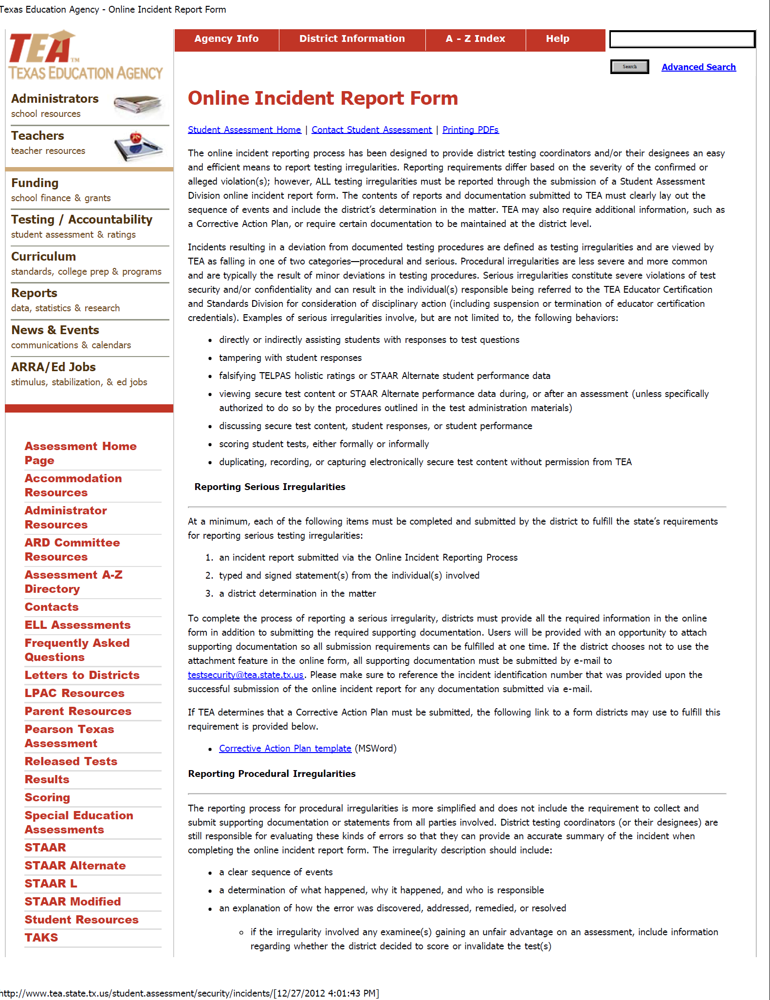 Texas Education Agency - Online Incident Report Form
TEA™
TEXAS EDUCATION AGENCY
Agency Info
District Information
A - Z Index
Help
Search
Advanced Search
Administrators
school resources
Teachers
teacher resources
Funding
school finance & grants
Testing / Accountability
student assessment & ratings
Curriculum
standards, college prep & programs
Reports
data, statistics & research
News & Events
communications & calendars
ARRA/Ed Jobs
stimulus, stabilization, & ed jobs
Assessment Home
Page
Accommodation
Resources
Administrator
Resources
ARD Committee
Resources
Assessment A-Z
Directory
Contacts
ELL Assessments
Frequently Asked
Questions
Letters to Districts
LPAC Resources
Parent Resources
Pearson Texas
Assessment
Released Tests
Results
Scoring
Special Education
Assessments
STAAR
STAAR Alternate
STAAR L
STAAR Modified
Student Resources
TAKS
Online Incident Report Form
Student Assessment Home | Contact Student Assessment | Printing PDFs
The online incident reporting process has been designed to provide district testing coordinators and/or their designees an easy
and efficient means to report testing irregularities. Reporting requirements differ based on the severity of the confirmed or
alleged violation(s); however, ALL testing irregularities must be reported through the submission of a Student Assessment
Division online incident report form. The contents of reports and documentation submitted to TEA must clearly lay out the
sequence of events and include the district’s determination in the matter. TEA may also require additional information, such as
a Corrective Action Plan, or require certain documentation to be maintained at the district level.
Incidents resulting in a deviation from documented testing procedures are defined as testing irregularities and are viewed by
TEA as falling in one of two categories—procedural and serious. Procedural irregularities are less severe and more common
and are typically the result of minor deviations in testing procedures. Serious irregularities constitute severe violations of test
security and/or confidentiality and can result in the individual(s) responsible being referred to the TEA Educator Certification
and Standards Division for consideration of disciplinary action (including suspension or termination of educator certification
credentials). Examples of serious irregularities involve, but are not limited to, the following behaviors:
• directly or indirectly assisting students with responses to test questions
• tampering with student responses
• falsifying TELPAS holistic ratings or STAAR Alternate student performance data
• viewing secure test content or STAAR Alternate performance data during, or after an assessment (unless specifically
authorized to do so by the procedures outlined in the test administration materials)
• discussing secure test content, student responses, or student performance
• scoring student tests, either formally or informally
• duplicating, recording, or capturing electronically secure test content without permission from TEA
Reporting Serious Irregularities
At a minimum, each of the following items must be completed and submitted by the district to fulfill the state’s requirements
for reporting serious testing irregularities:
1. an incident report submitted via the Online Incident Reporting Process
2. typed and signed statement(s) from the individual(s) involved
3. a district determination in the matter
To complete the process of reporting a serious irregularity, districts must provide all the required information in the online
form in addition to submitting the required supporting documentation. Users will be provided with an opportunity to attach
supporting documentation so all submission requirements can be fulfilled at one time. If the district chooses not to use the
attachment feature in the online form, all supporting documentation must be submitted by e-mail to
testsecurity@tea.state.tx.us. Please make sure to reference the incident identification number that was provided upon the
successful submission of the online incident report for any documentation submitted via e-mail.
If TEA determines that a Corrective Action Plan must be submitted, the following link to a form districts may use to fulfill this
requirement is provided below.
• Corrective Action Plan template (MSWord)
Reporting Procedural Irregularities
The reporting process for procedural irregularities is more simplified and does not include the requirement to collect and
submit supporting documentation or statements from all parties involved. District testing coordinators (or their designees) are
still responsible for evaluating these kinds of errors so that they can provide an accurate summary of the incident when
completing the online incident report form. The irregularity description should include:
• a clear sequence of events
• a determination of what happened, why it happened, and who is responsible
• an explanation of how the error was discovered, addressed, remedied, or resolved
◦ if the irregularity involved any examinee(s) gaining an unfair advantage on an assessment, include information
regarding whether the district decided to score or invalidate the test(s)
http://www.tea.state.tx.us/student.assessment/security/incidents/[12/27/2012 4:01:43 PM]